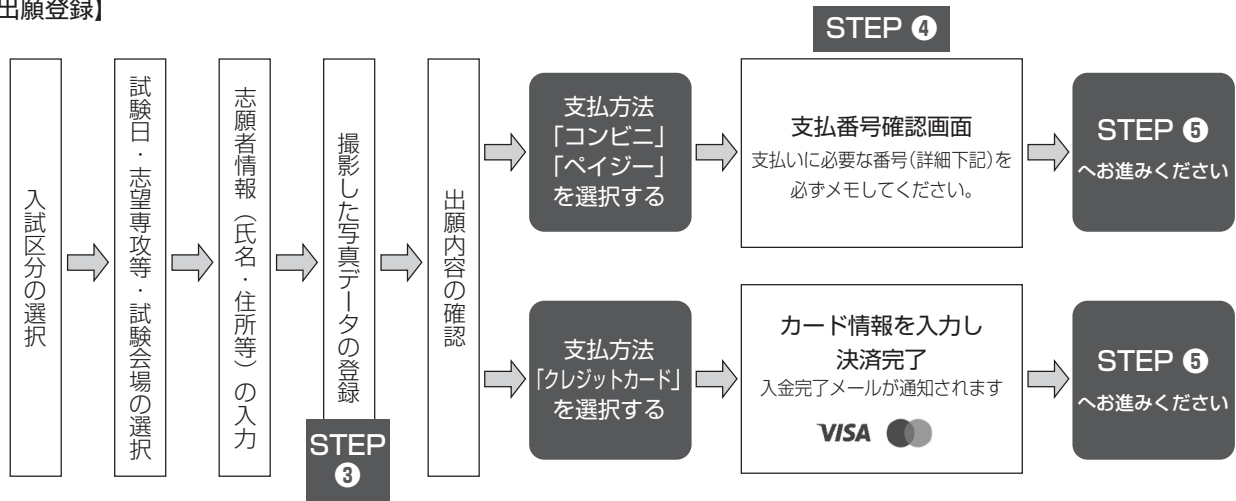 出願登録】
入試区分の選択
試験日・志望専攻等・試験会場の選択
志願者情報（氏名・住所等）の入力
撮影した写真データの登録
STEP
❸
出願内容の確認
支払方法
「コンビニ」
「ペイジー」
を選択する
STEP ❹
支払番号確認画面
支払いに必要な番号（詳細下記）を
必ずメモしてください。
STEP ❺
へお進みください
支払方法
「クレジットカード」
を選択する
カード情報を入力し
決済完了
入金完了メールが通知されます
VISA
STEP ❺
へお進みください